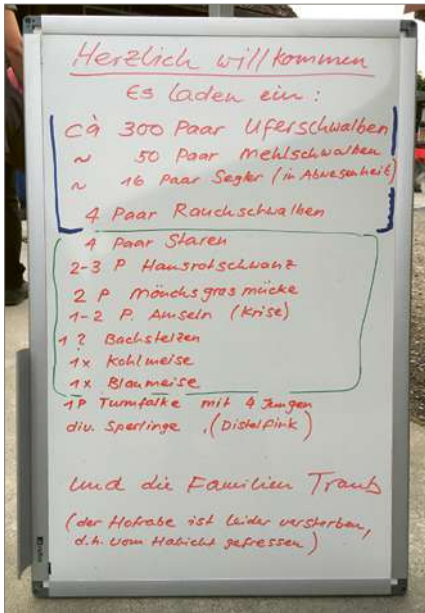 Herzlich willkommen
Es laden ein:
cà 300 Paar Uferschwalben
~ 50 Paar Mehlschwalben
~ 16 Paar Segler (in Abwesenheit)
4 Paar Rauchschwalben
4 Paar Staren
2-3 P Hausrotschwanz
2 P. Mönchsgrasmücke
1-2 P. Amseln (Krise)
1 ? Bachstelzen
1x Kohlmeise
1x Blaumeise
1P Turmfalke mit 4 Jungen
div. Sperlinge, (Distelfink)
und die Familien Traub
(der Hofrabe ist leider verstorben,
d.h. vom Habicht gefressen)